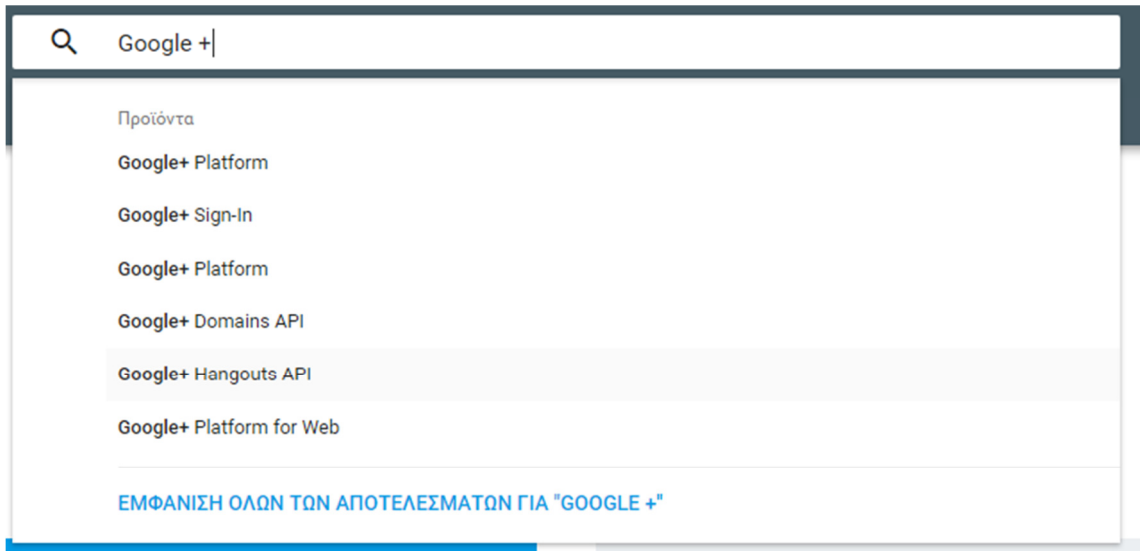 Google +
Προϊόντα
Google+ Platform
Google+ Sign-In
Google+ Platform
Google+ Domains API
Google+ Hangouts API
Google+ Platform for Web
ΕΜΦΑΝΙΣΗ ΟΛΩΝ ΤΩΝ ΑΠΟΤΕΛΕΣΜΑΤΩΝ ΓΙΑ "GOOGLE +"